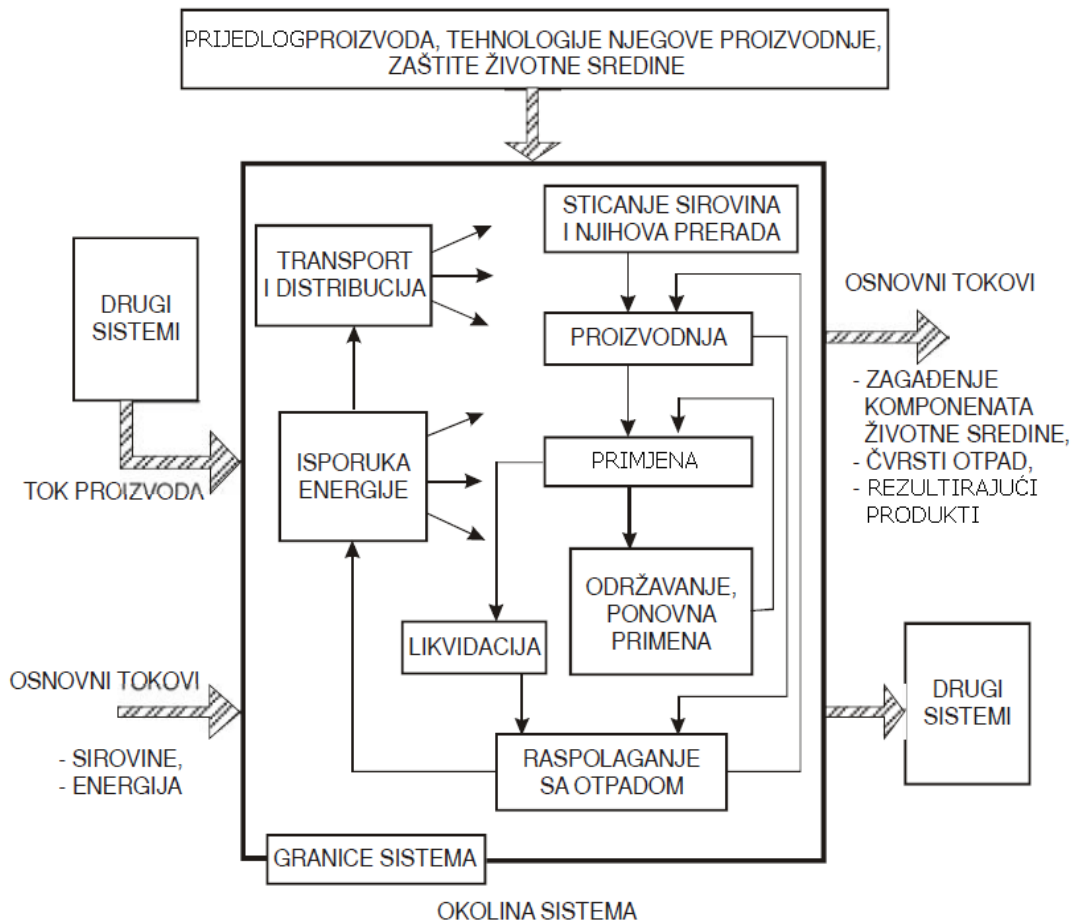 PRIJEDLOGPROIZVODA, TEHNOLOGIJE NJEGOVE PROIZVODNJE,
ZAŠTITE ŽIVOTNE SREDINE
STICANJE SIROVINA
I NJIHOVA PRERADA
TRANSPORT
I DISTRIBUCIJA
DRUGI
SISTEMI
PROIZVODNJA
OSNOVNI TOKOVI
- ZAGAĐENJE
KOMPONENATA
ŽIVOTNE SREDINE,
- ČVRSTI OTPAD,
- REZULTIRAJUĆI
PRODUKTI
ISPORUKA
ENERGIJE
PRIMJENA
TOK PROIZVODA
ODRŽAVANJE,
PONOVNA
PRIMENA
LIKVIDACIJA
OSNOVNI TOKOVI
- SIROVINE,
- ENERGIJA
DRUGI
SISTEMI
RASPOLAGANJE
SA OTPADOM
GRANICE SISTEMA
OKOLINA SISTEMA